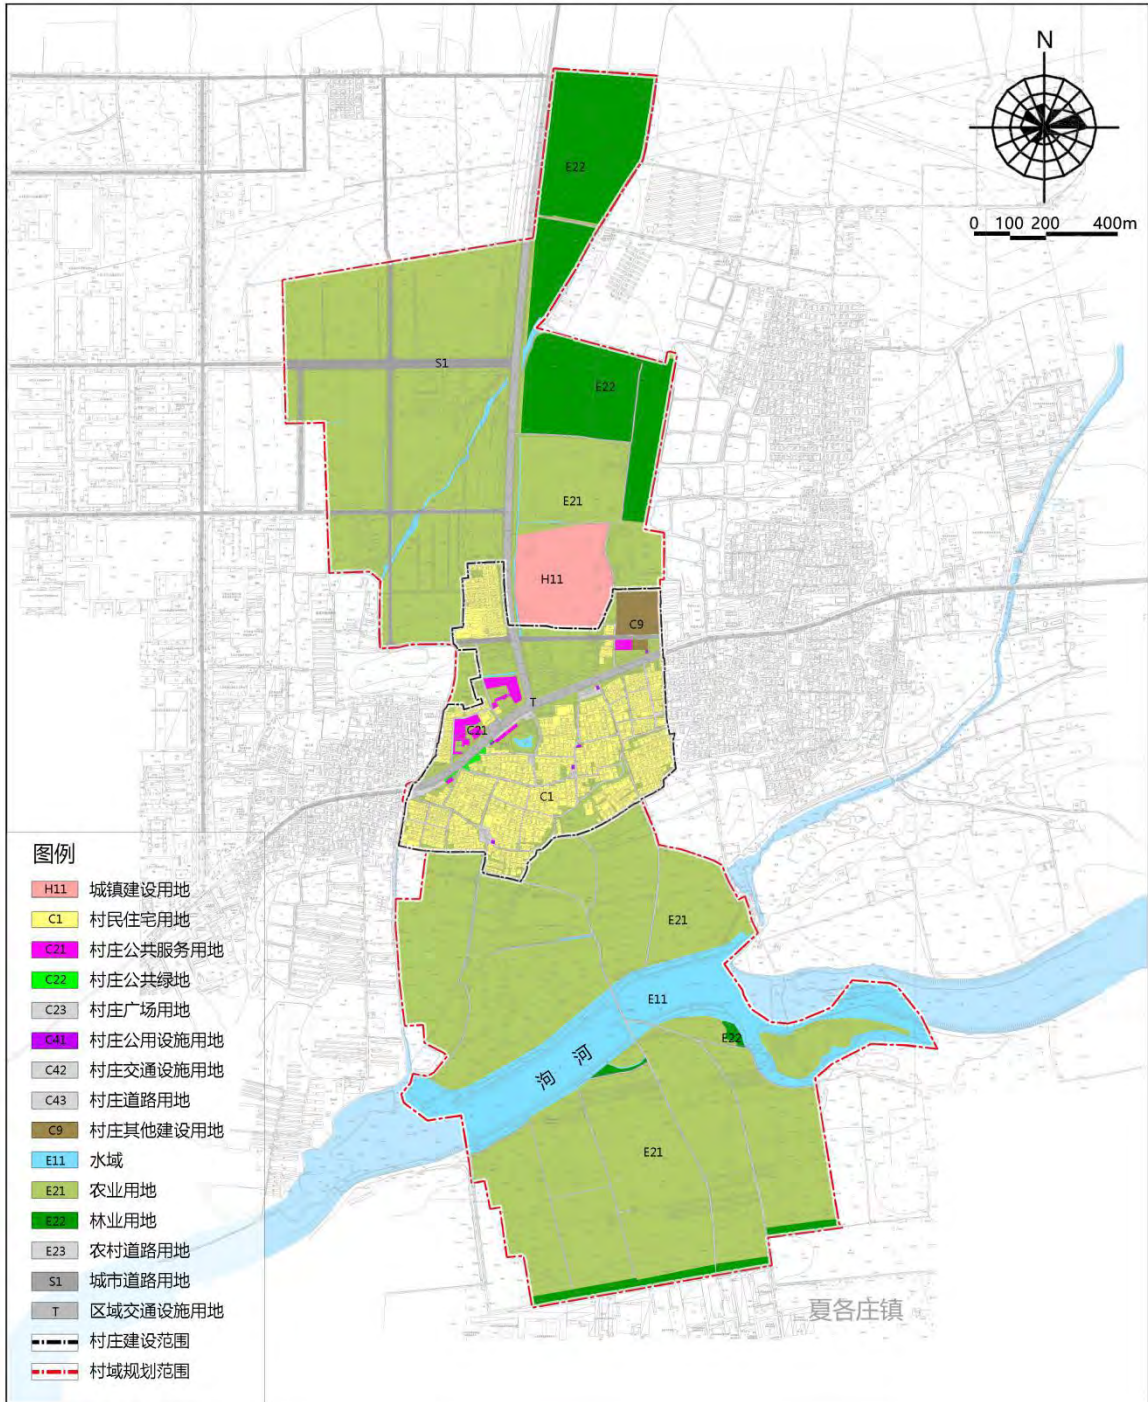 N
0 100 200 400m
E22
S1
E22
E21
H11
C9
T
C21
C1
E21
E11
E22
洵 河
E21
夏各庄镇
图例
H11 城镇建设用地
C1 村民住宅用地
C21 村庄公共服务用地
C22 村庄公共绿地
C23 村庄广场用地
C41 村庄公用设施用地
C42 村庄交通设施用地
C43 村庄道路用地
C9 村庄其他建设用地
E11 水域
E21 农业用地
E22 林业用地
E23 农村道路用地
S1 城市道路用地
T 区域交通设施用地
村庄建设范围
村域规划范围